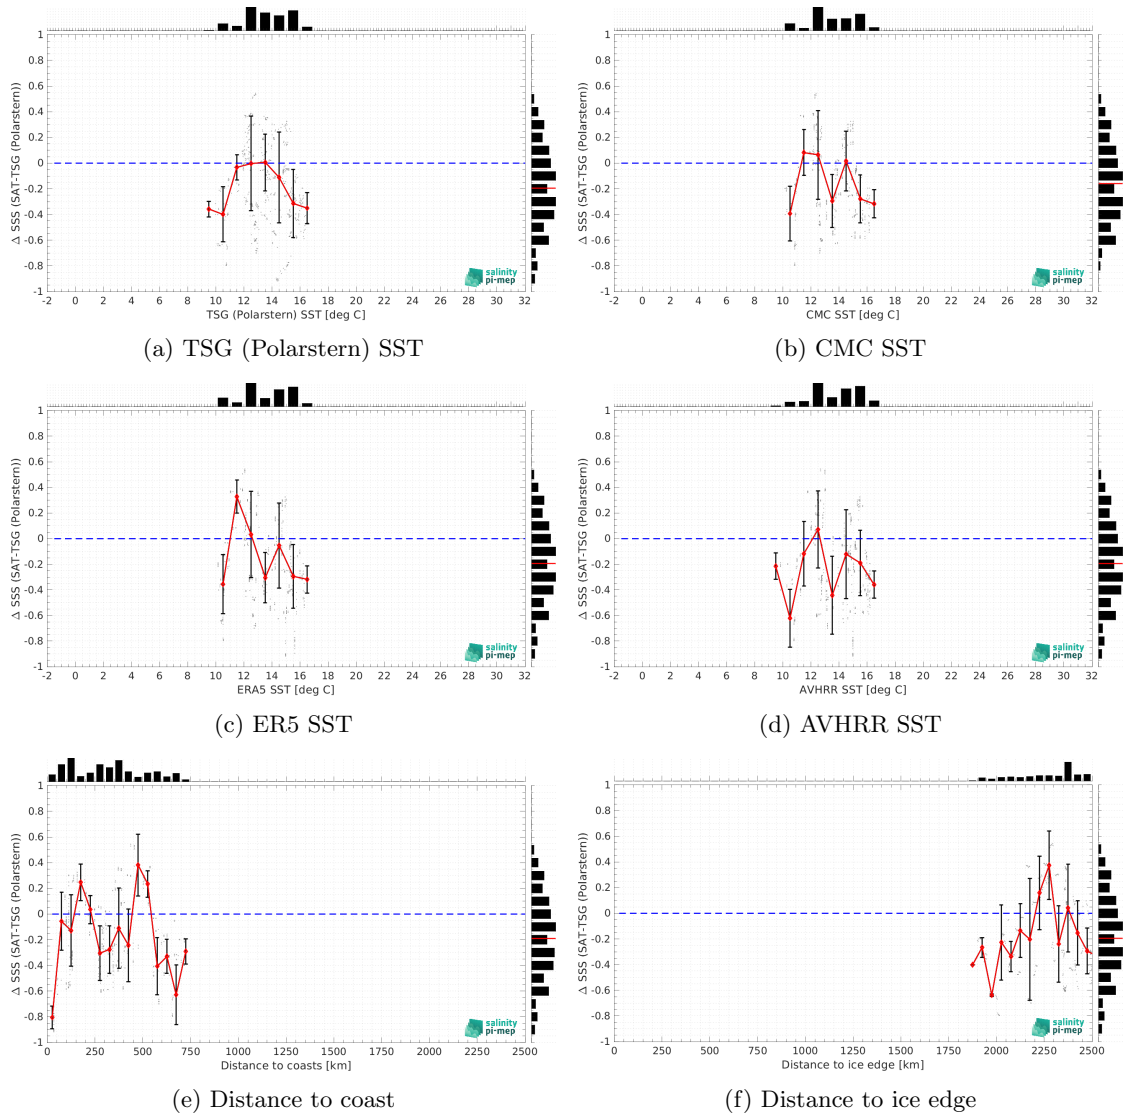 1
0.8
0.6
0.4
0.2
0
-0.2
-0.4
-0.6
-0.8
-1
Δ SSS (SAT-TSG (Polarstern))
-2 0 2 4 6 8 10 12 14 16 18 20 22 24 26 28 30 32
TSG (Polarstern) SST [deg C]
salinity
pi-mep
(a) TSG (Polarstern) SST
1
0.8
0.6
0.4
0.2
0
-0.2
-0.4
-0.6
-0.8
-1
Δ SSS (SAT-TSG (Polarstern))
-2 0 2 4 6 8 10 12 14 16 18 20 22 24 26 28 30 32
CMC SST [deg C]
salinity
pi-mep
(b) CMC SST
1
0.8
0.6
0.4
0.2
0
-0.2
-0.4
-0.6
-0.8
-1
Δ SSS (SAT-TSG (Polarstern))
-2 0 2 4 6 8 10 12 14 16 18 20 22 24 26 28 30 32
ERA5 SST [deg C]
salinity
pi-mep
(c) ER5 SST
1
0.8
0.6
0.4
0.2
0
-0.2
-0.4
-0.6
-0.8
-1
Δ SSS (SAT-TSG (Polarstern))
-2 0 2 4 6 8 10 12 14 16 18 20 22 24 26 28 30 32
AVHRR SST [deg C]
salinity
pi-mep
(d) AVHRR SST
1
0.8
0.6
0.4
0.2
0
-0.2
-0.4
-0.6
-0.8
-1
Δ SSS (SAT-TSG (Polarstern))
0 250 500 750 1000 1250 1500 1750 2000 2250 2500
Distance to coasts [km]
salinity
pi-mep
(e) Distance to coast
1
0.8
0.6
0.4
0.2
0
-0.2
-0.4
-0.6
-0.8
-1
Δ SSS (SAT-TSG (Polarstern))
0 250 500 750 1000 1250 1500 1750 2000 2250 2500
Distance to ice edge [km]
salinity
pi-mep
(f) Distance to ice edge